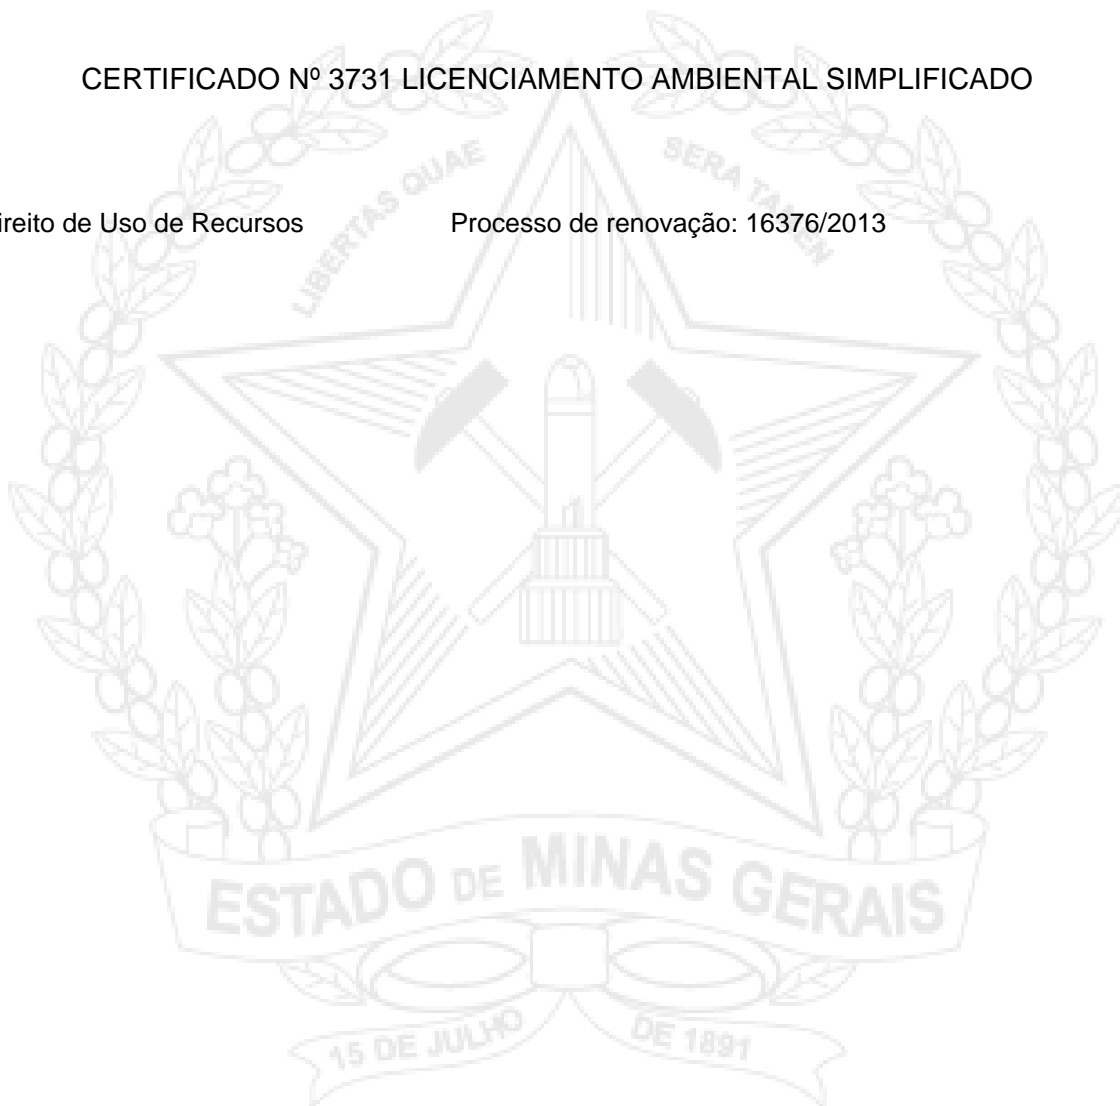 CERTIFICADO Nº 3731 LICENCIAMENTO AMBIENTAL SIMPLIFICADO
LIBERTAS QUAE SERA TAMEN
ireito de Uso de Recursos Processo de renovação: 16376/2013
ESTADO DE MINAS GERAIS
15 DE JULHO DE 1891